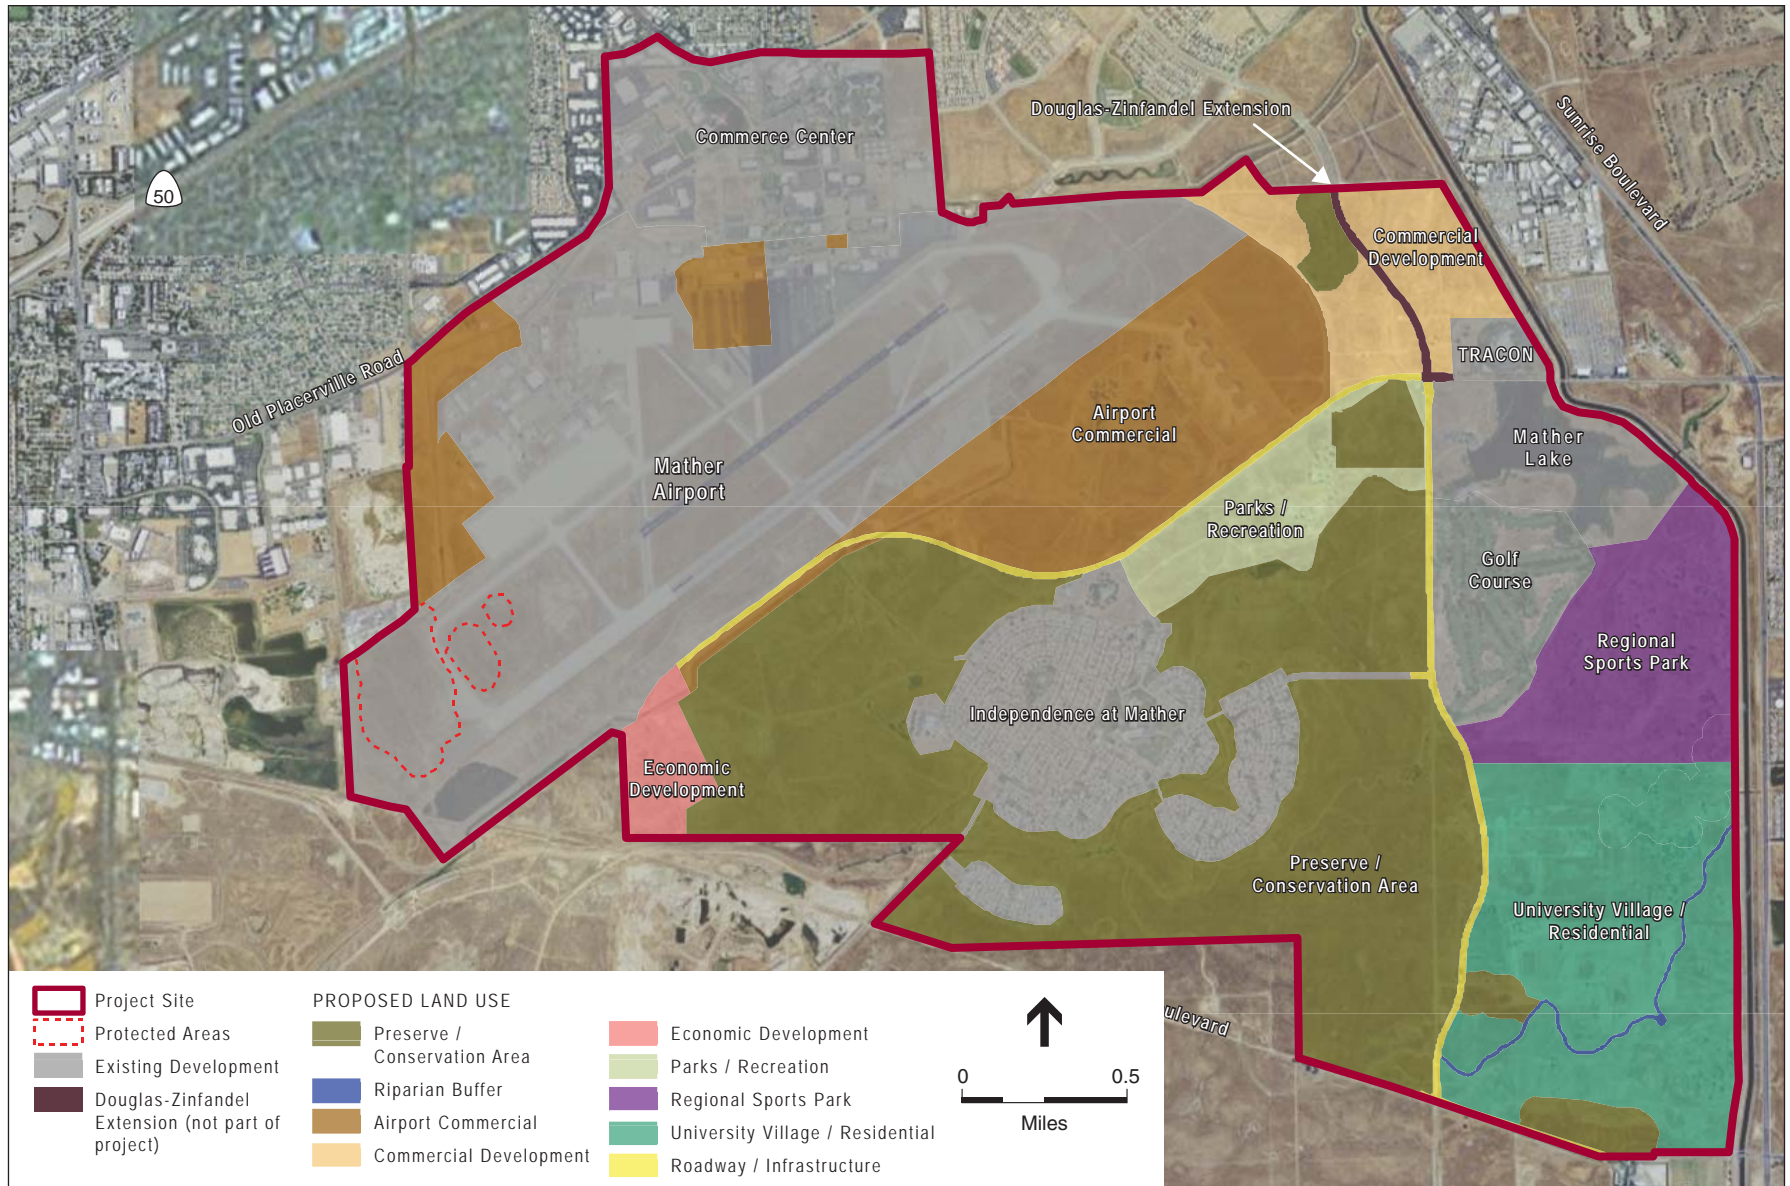 Commerce Center
Douglas-Zinfandel Extension
Sunrise Boulevard
50
Commercial
Development
TRACON
Old Placerville Road
Airport
Commercial
Mather
Lake
Mather
Airport
Parks /
Recreation
Golf
Course
Regional
Sports Park
Independence at Mather
Economic
Development
Preserve /
Conservation Area
University Village /
Residential
ulevard
Project Site
Protected Areas
Existing Development
Douglas-Zinfandel
Extension (not part of
project)
PROPOSED LAND USE
Preserve /
Conservation Area
Riparian Buffer
Airport Commercial
Commercial Development
Economic Development
Parks / Recreation
Regional Sports Park
University Village / Residential
Roadway / Infrastructure
0 0.5
Miles